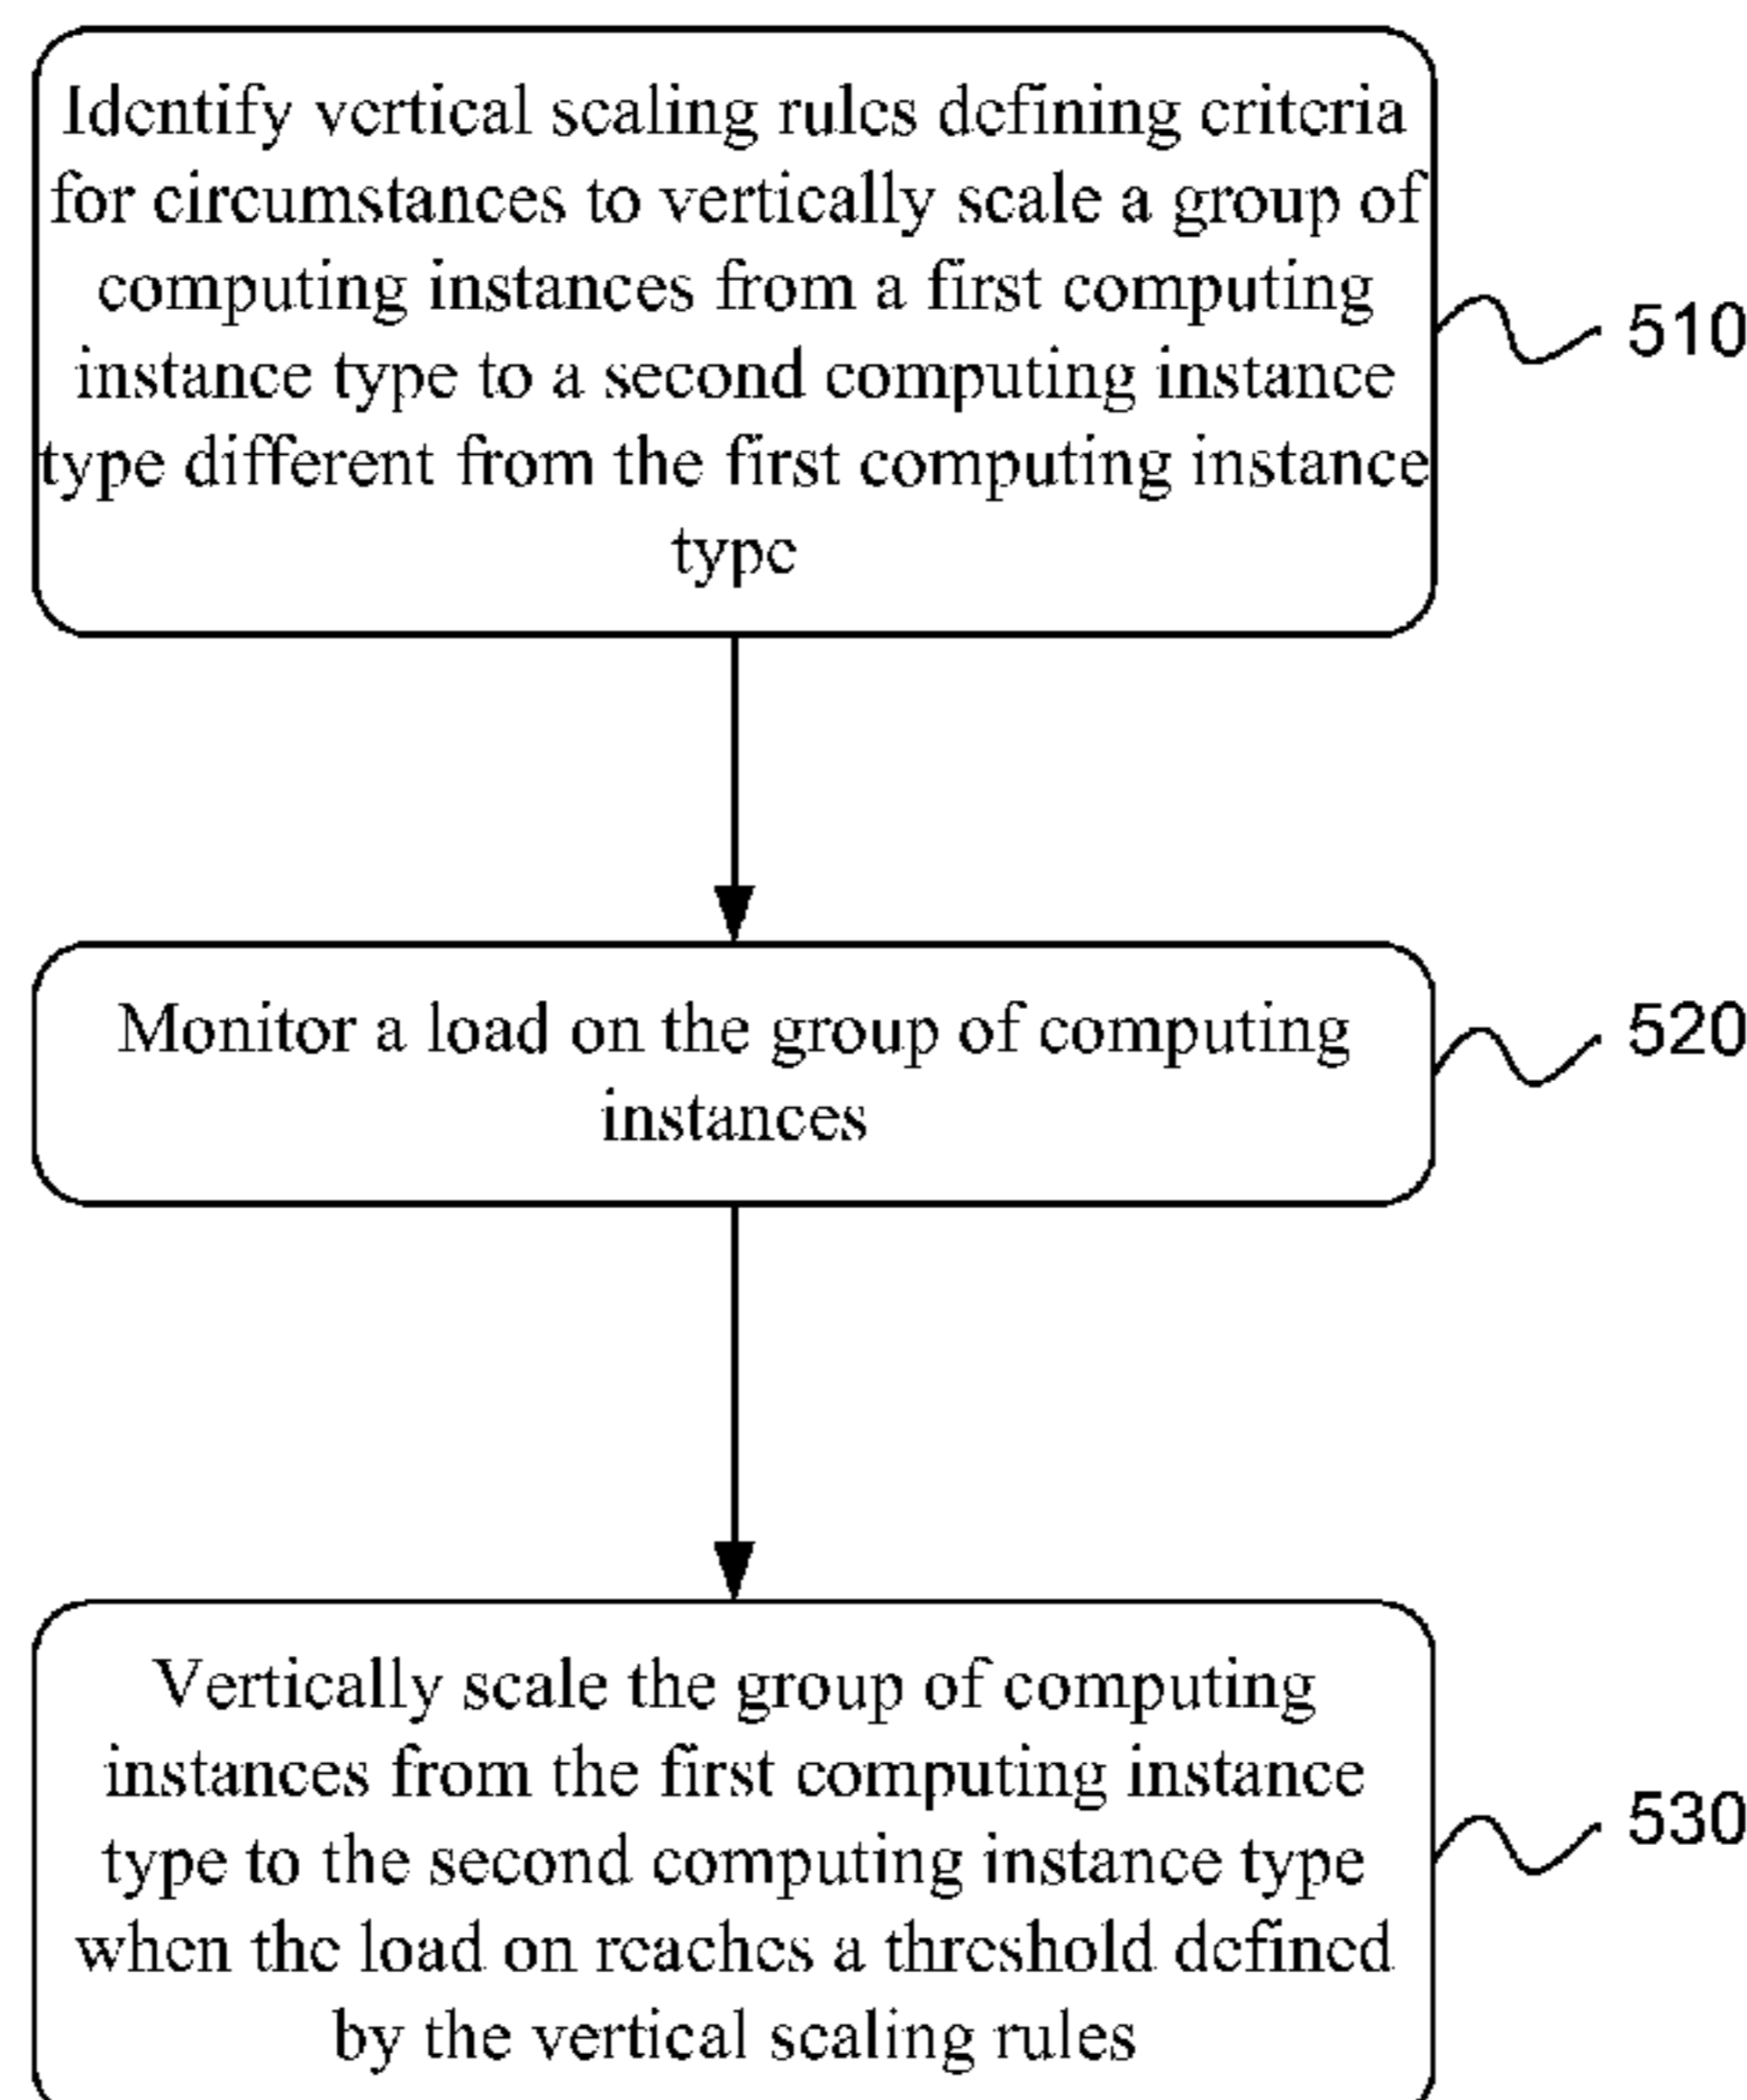 Identify vertical scaling rules defining criteria
for circumstances to vertically scale a group of
computing instances from a first computing
instance type to a second computing instance
type different from the first computing instance
type
510
Monitor a load on the group of computing
instances
520
Vertically scale the group of computing
instances from the first computing instance
type to the second computing instance type
when the load on reaches a threshold defined
by the vertical scaling rules
530